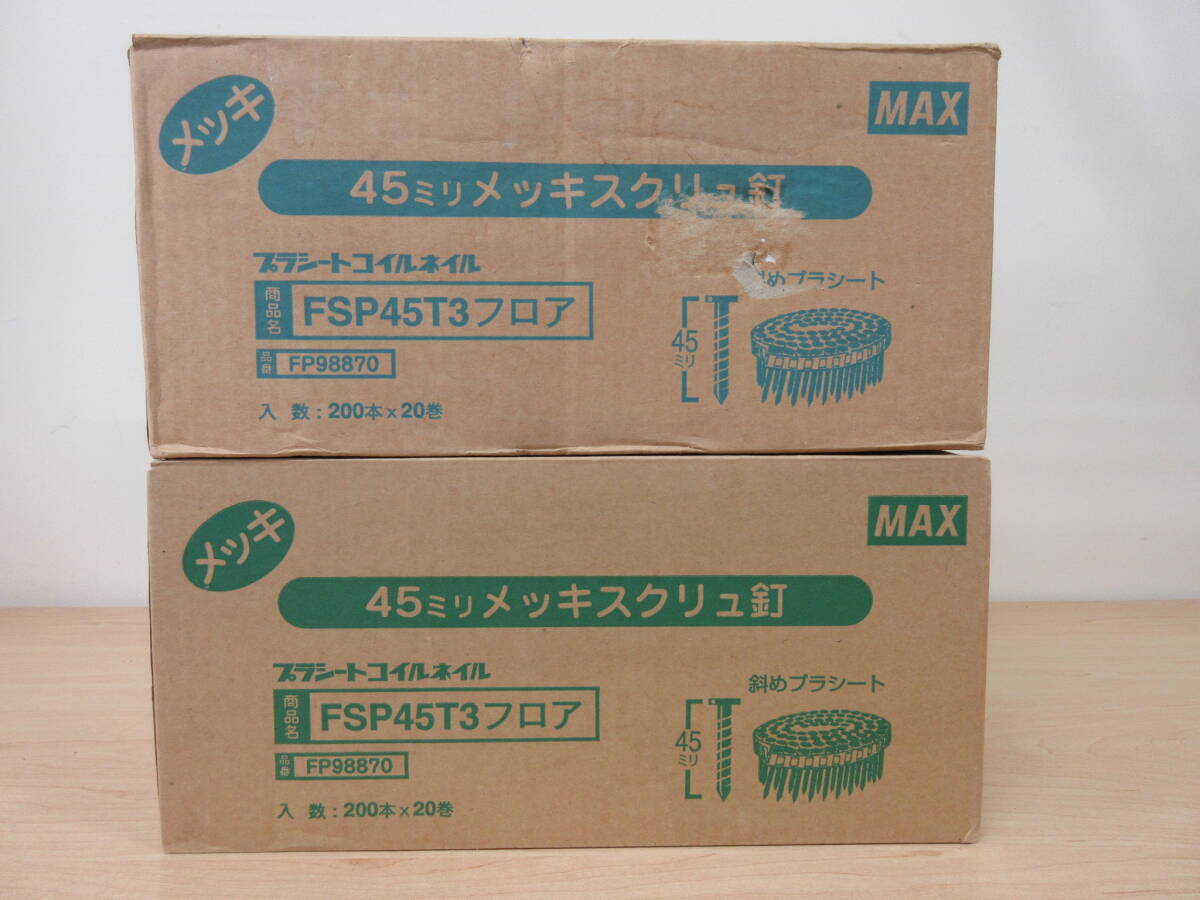 メッキ
MAX
45ミリメッキスクリュ釘
プラシートコイルネイル
商品名 FSP45T3フロア
品番 FP98870
入 数：200本×20巻
斜めプラシート
45ミリ
メッキ
MAX
45ミリメッキスクリュ釘
プラシートコイルネイル
商品名 FSP45T3フロア
品番 FP98870
入 数：200本×20巻
斜めプラシート
45ミリ